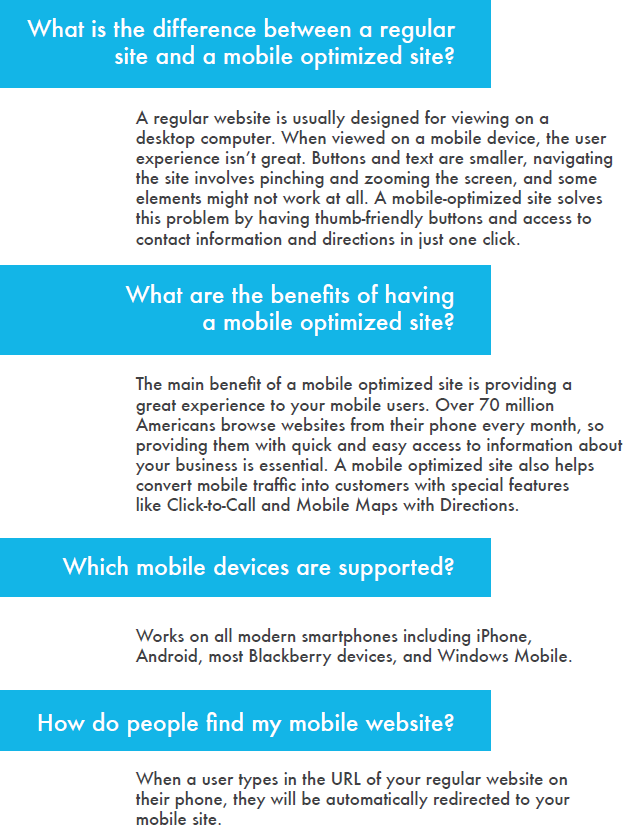 What is the difference between a regular
site and a mobile optimized site?
A regular website is usually designed for viewing on a
desktop computer. When viewed on a mobile device, the user
experience isn’t great. Buttons and text are smaller, navigating
the site involves pinching and zooming the screen, and some
elements might not work at all. A mobile-optimized site solves
this problem by having thumb-friendly buttons and access to
contact information and directions in just one click.
What are the benefits of having
a mobile optimized site?
The main benefit of a mobile optimized site is providing a
great experience to your mobile users. Over 70 million
Americans browse websites from their phone every month, so
providing them with quick and easy access to information about
your business is essential. A mobile optimized site also helps
convert mobile traffic into customers with special features
like Click-to-Call and Mobile Maps with Directions.
Which mobile devices are supported?
Works on all modern smartphones including iPhone,
Android, most Blackberry devices, and Windows Mobile.
How do people find my mobile website?
When a user types in the URL of your regular website on
their phone, they will be automatically redirected to your
mobile site.